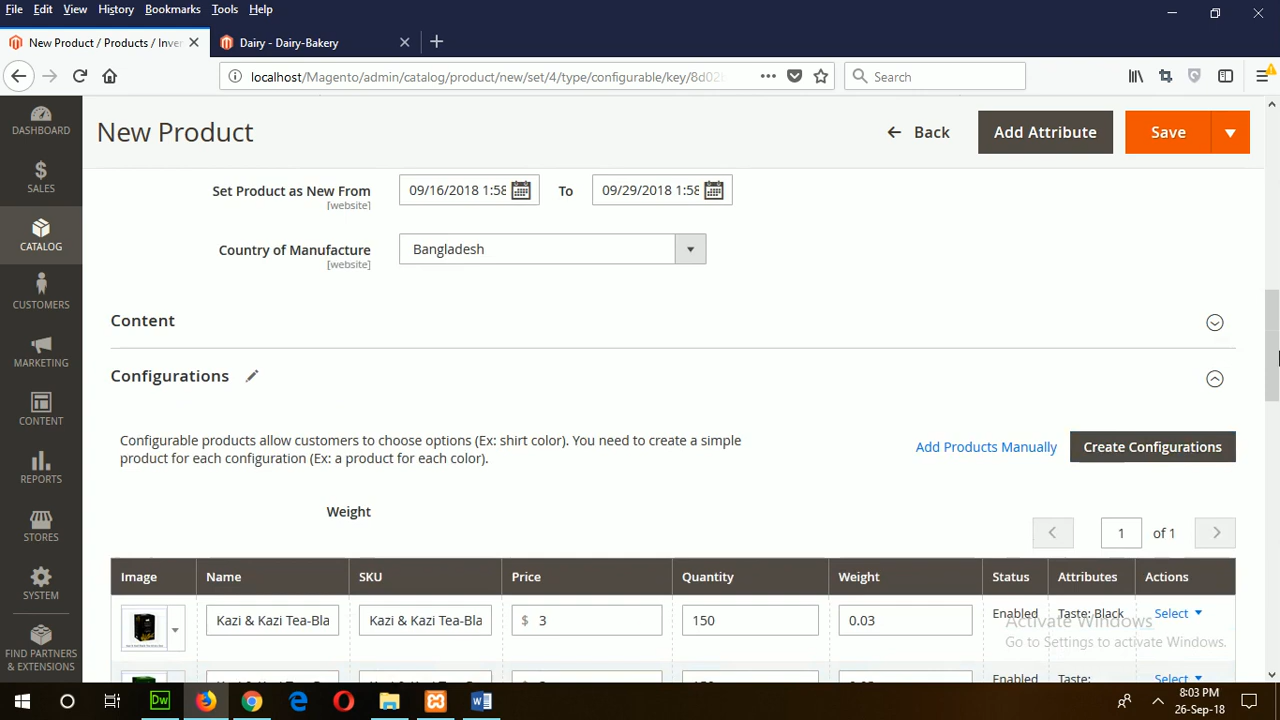 File Edit View History Bookmarks Tools Help
New Product / Products / Inver
Dairy - Dairy-Bakery
localhost/Magento/admin/catalog/product/new/set/4/type/configurable/key/8d02
Search
DASHBOARD
SALES
CATALOG
CUSTOMERS
MARKETING
CONTENT
REPORTS
STORES
SYSTEM
FIND PARTNERS
& EXTENSIONS
New Product
Back
Add Attribute
Save
Set Product as New From
[website]
09/16/2018 1:58
To
09/29/2018 1:58
Country of Manufacture
[website]
Bangladesh
Content
Configurations
Configurable products allow customers to choose options (Ex: shirt color). You need to create a simple
product for each configuration (Ex: a product for each color).
Add Products Manually
Create Configurations
Weight
1 of 1
Image Name SKU Price Quantity Weight Status Attributes Actions
Kazi & Kazi Tea-Bla Kazi & Kazi Tea-Bla $ 3 150 0.03 Enabled Taste: Black Select
Enabled Taste: Select
Activate Windows
Go to Settings to activate Windows.
Dw
8:03 PM
26-Sep-18